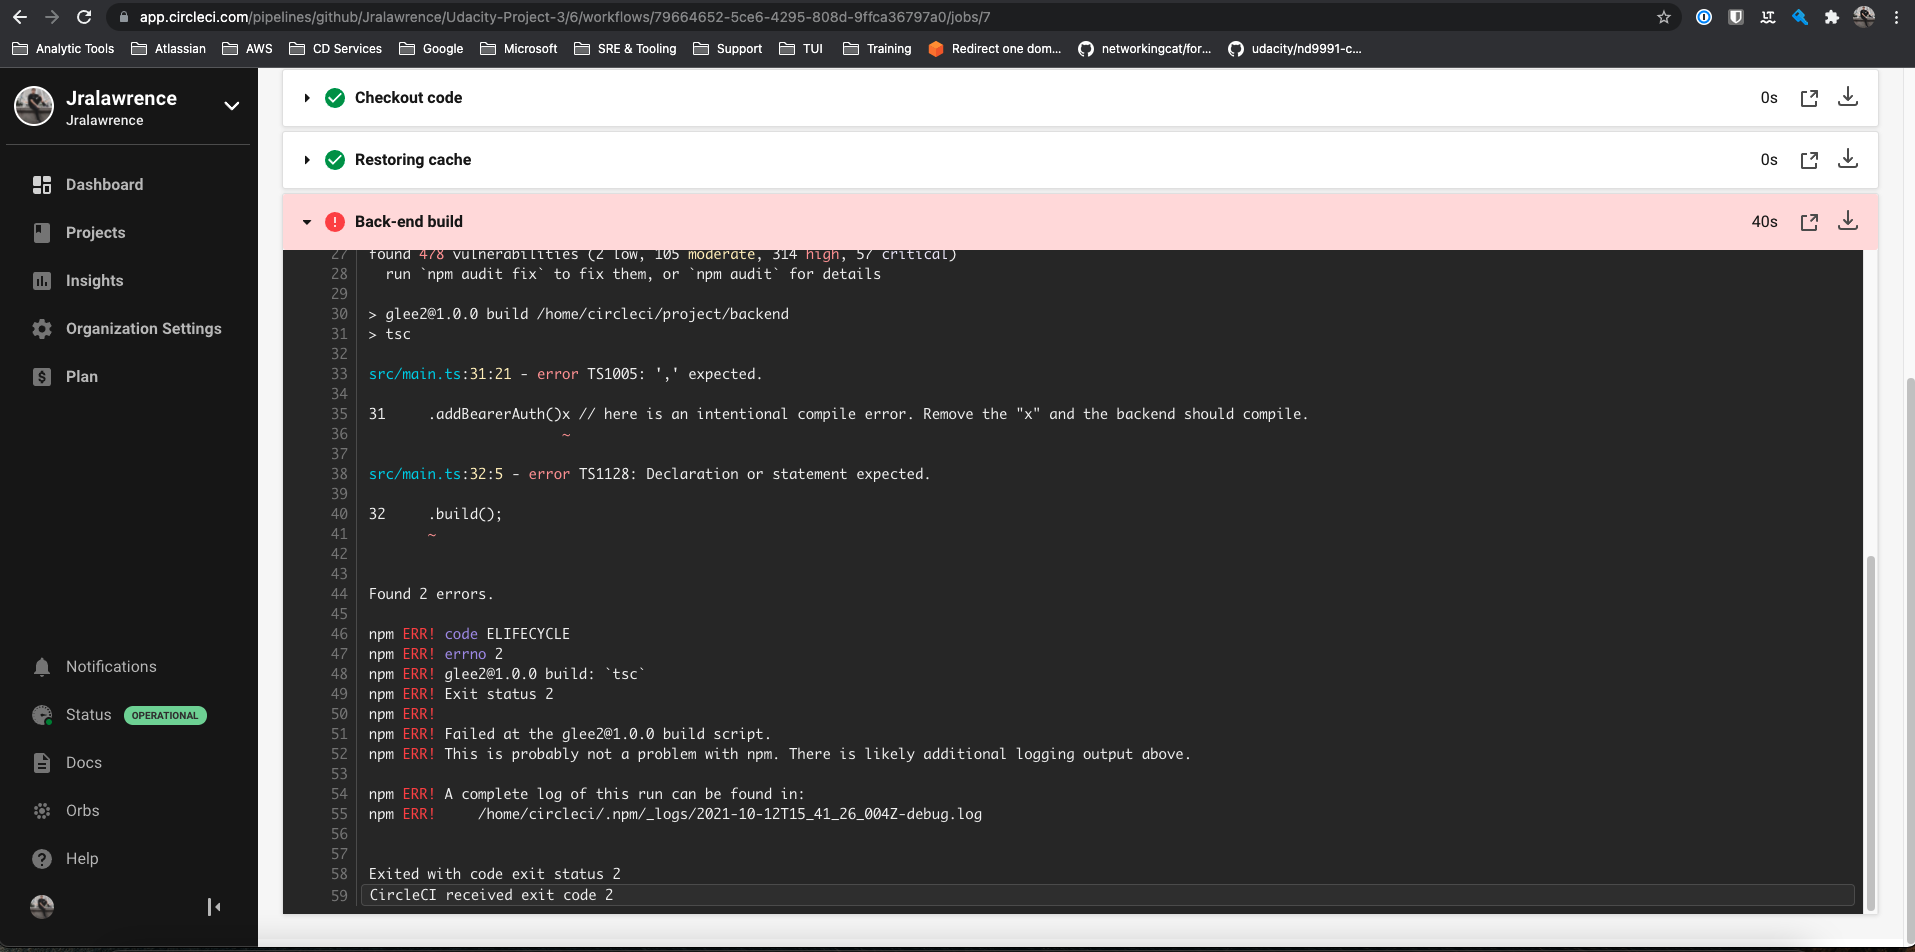 app.circleci.com/pipelines/github/Jralawrence/Udacity-Project-3/6/workflows/79664652-5ce6-4295-808d-9ffca36797a0/jobs/7
Analytic Tools Atlassian AWS CD Services Google Microsoft SRE & Tooling Support TUI Training Redirect one dom... networkingcat/for... udacity/nd9991-c...
Jralawrence
Jralawrence
Dashboard
Projects
Insights
Organization Settings
Plan
Notifications
Status OPERATIONAL
Docs
Orbs
Help
Checkout code 0s
Restoring cache 0s
Back-end build 40s
27 found 478 vulnerabilities (2 low, 105 moderate, 314 high, 57 critical)
28 run `npm audit fix` to fix them, or `npm audit` for details
29
30 > glee2@1.0.0 build /home/circleci/project/backend
31 > tsc
32
33 src/main.ts:31:21 - error TS1005: ',' expected.
34
35 31 .addBearerAuth()x // here is an intentional compile error. Remove the "x" and the backend should compile.
36 ~
37
38 src/main.ts:32:5 - error TS1128: Declaration or statement expected.
39
40 32 .build();
41 ~
42
43
44 Found 2 errors.
45
46 npm ERR! code ELIFECYCLE
47 npm ERR! errno 2
48 npm ERR! glee2@1.0.0 build: `tsc`
49 npm ERR! Exit status 2
50 npm ERR!
51 npm ERR! Failed at the glee2@1.0.0 build script.
52 npm ERR! This is probably not a problem with npm. There is likely additional logging output above.
53
54 npm ERR! A complete log of this run can be found in:
55 npm ERR! /home/circleci/.npm/_logs/2021-10-12T15_41_26_004Z-debug.log
56
57
58 Exited with code exit status 2
59 CircleCI received exit code 2